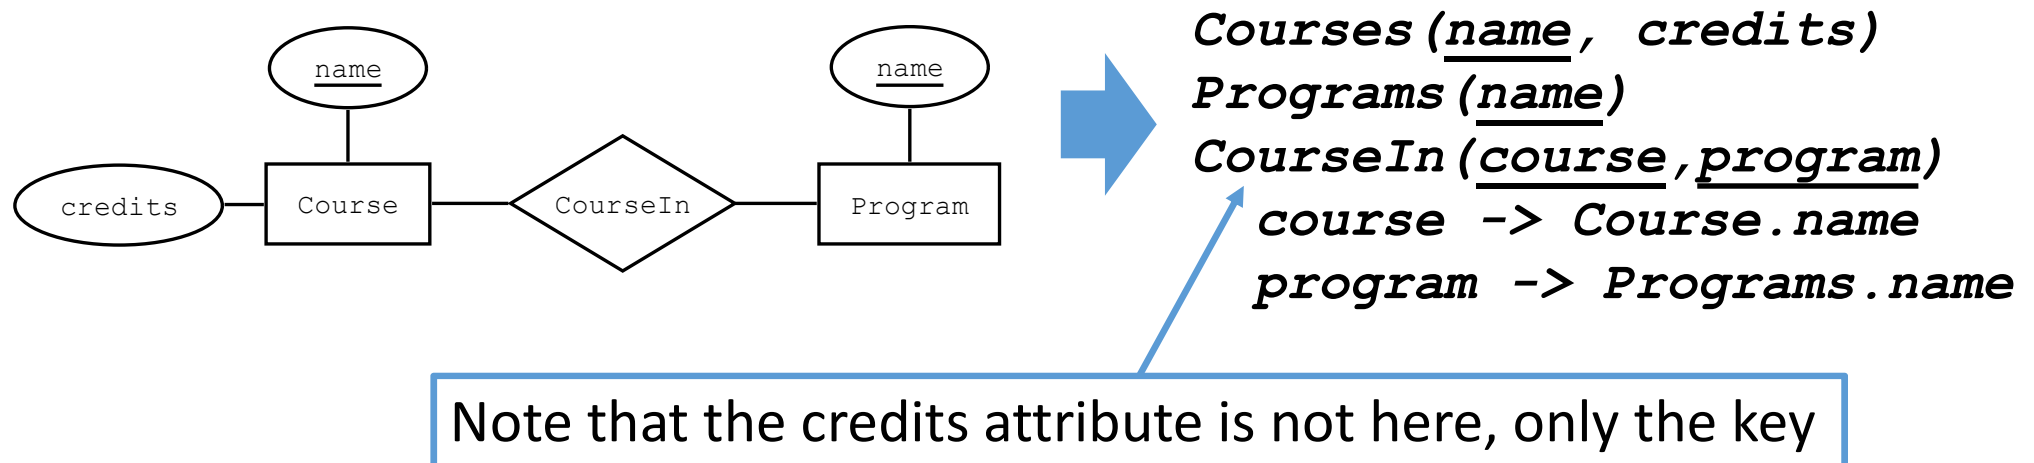 name
name
credits
Course
CourseIn
Program
Courses(name, credits)
Programs(name)
CourseIn(course,program)
course -> Course.name
program -> Programs.name
Note that the credits attribute is not here, only the key